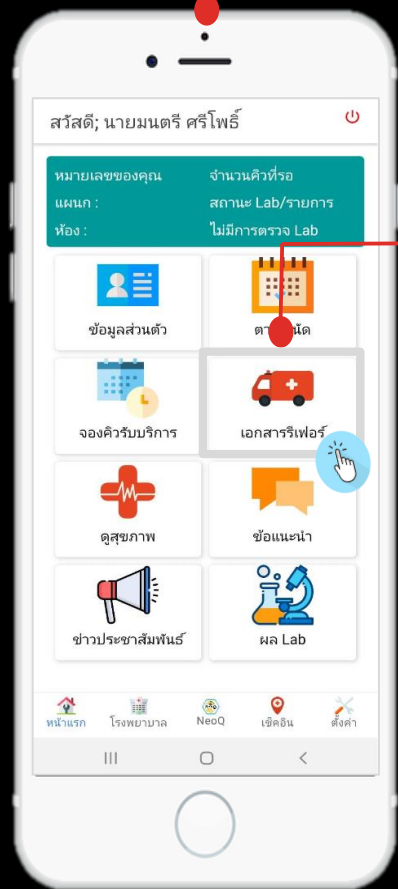 สวัสดี; นายมนตรี ศรีโพธิ์
หมายเลขของคุณ จำนวนคิวที่รอ
แผนก : สถานะ Lab/รายการ
ห้อง : ไม่มีการตรวจ Lab
ข้อมูลส่วนตัว
จองคิวรับบริการ เอกสารรีเฟอร์
ดูสุขภาพ ข้อแนะนำ
ข่าวประชาสัมพันธ์ ผล Lab
หน้าแรก โรงพยาบาล NeoQ เช็คอิน ตั้งค่า